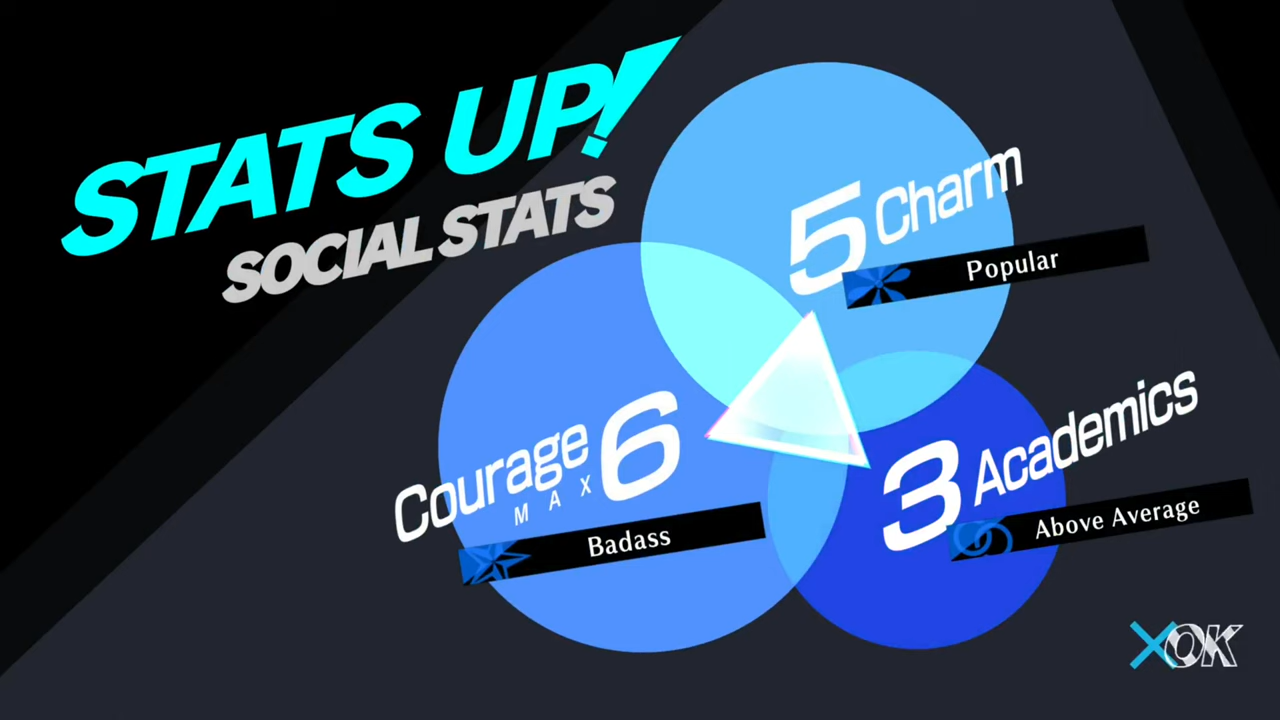 STATS UP!
SOCIAL STATS
5 Charm
Popular
Courage 6
MAX
Badass
3 Academics
Above Average
X OK